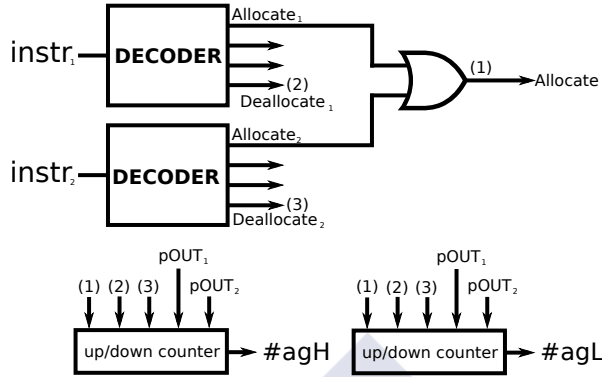 Allocate₁
instr₁ DECODER
(2)
Deallocate₁
(1)
Allocate
Allocate₂
instr₂ DECODER
(3)
Deallocate₂
pOUT₁
(1) (2) (3) pOUT₂
up/down counter #agH
pOUT₁
(1) (2) (3) pOUT₂
up/down counter #agL